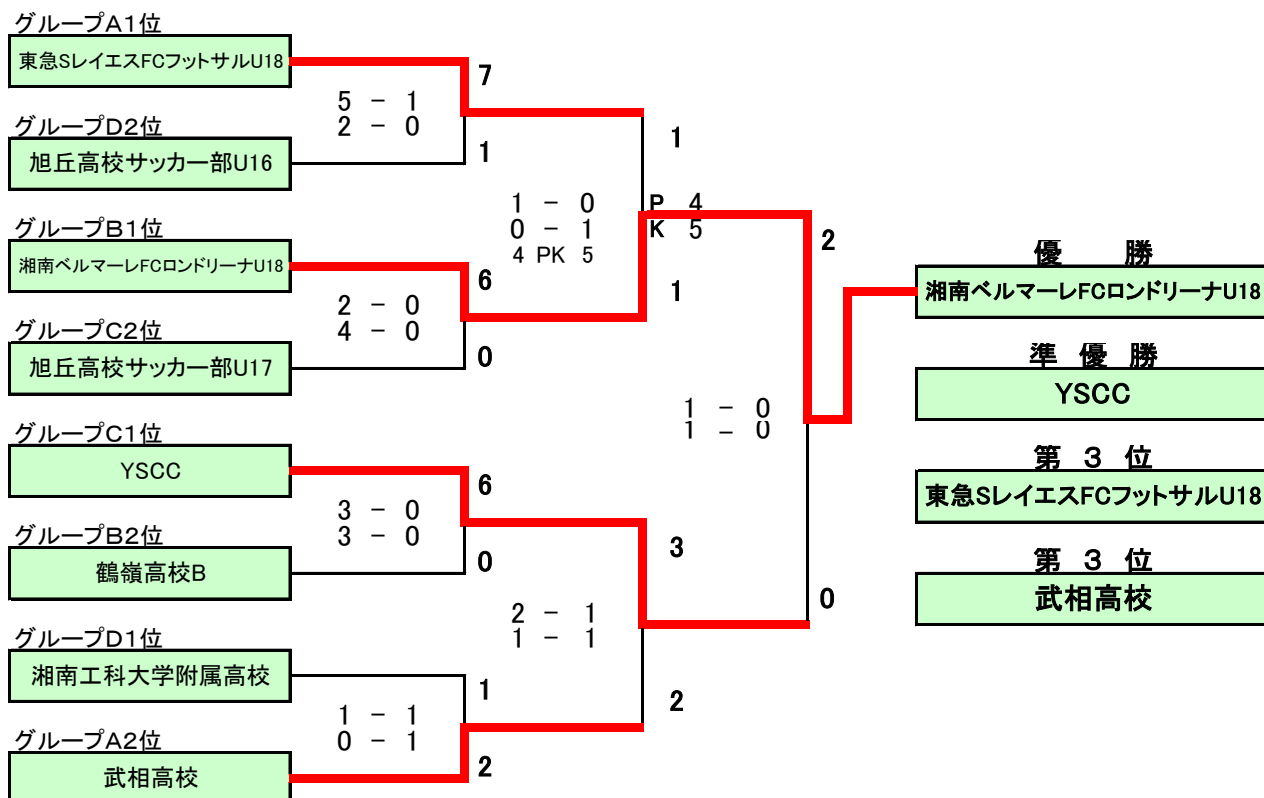 グループA1位
東急SレイエスFCフットサルU18
7
5 - 1
2 - 0
グループD2位
旭丘高校サッカー部U16
1
1
1 - 0
0 - 1
4 PK 5
P 4
K 5
グループB1位
湘南ベルマーレFCロンドリーナU18
6
2 - 0
4 - 0
1
グループC2位
旭丘高校サッカー部U17
0
2
1 - 0
1 - 0
グループC1位
YSCC
6
3 - 0
3 - 0
グループB2位
鶴嶺高校B
0
3
2 - 1
1 - 1
0
グループD1位
湘南工科大学附属高校
1
1 - 1
0 - 1
2
グループA2位
武相高校
2
優 勝
湘南ベルマーレFCロンドリーナU18
準 優 勝
YSCC
第 3 位
東急SレイエスFCフットサルU18
第 3 位
武相高校